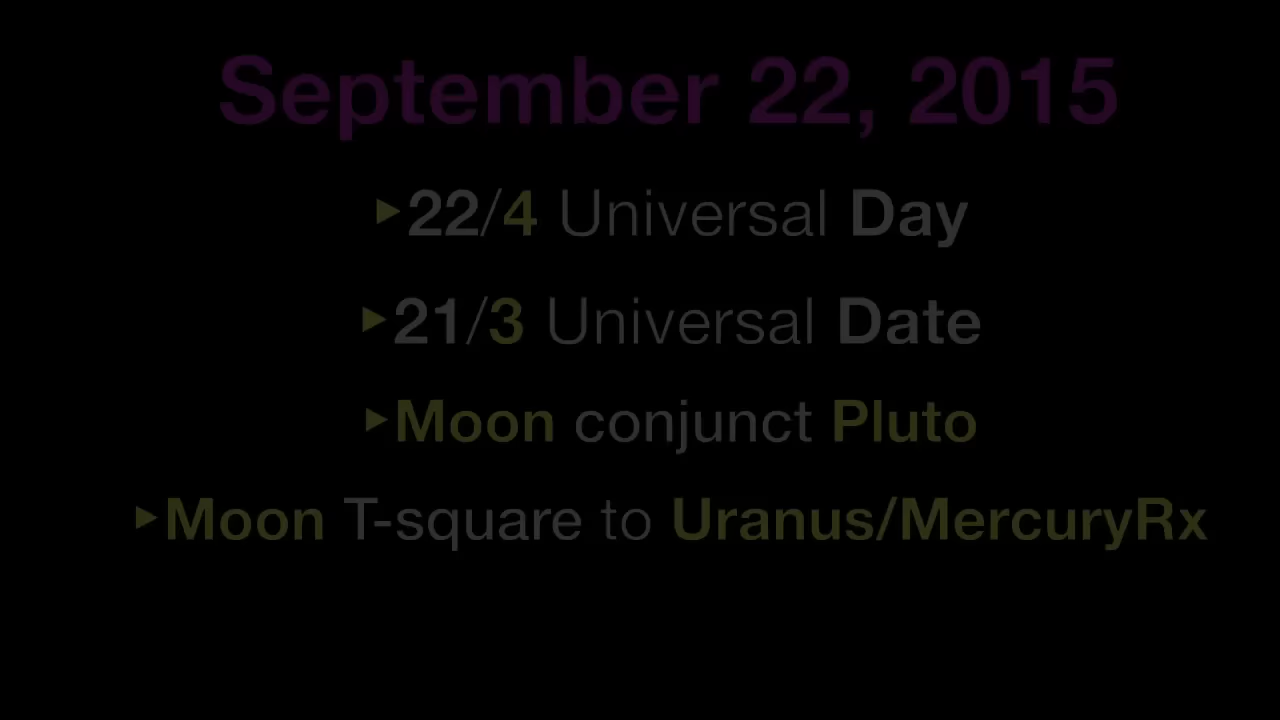 September 22, 2015
▸22/4 Universal Day
▸21/3 Universal Date
▸Moon conjunct Pluto
▸Moon T-square to Uranus/MercuryRx